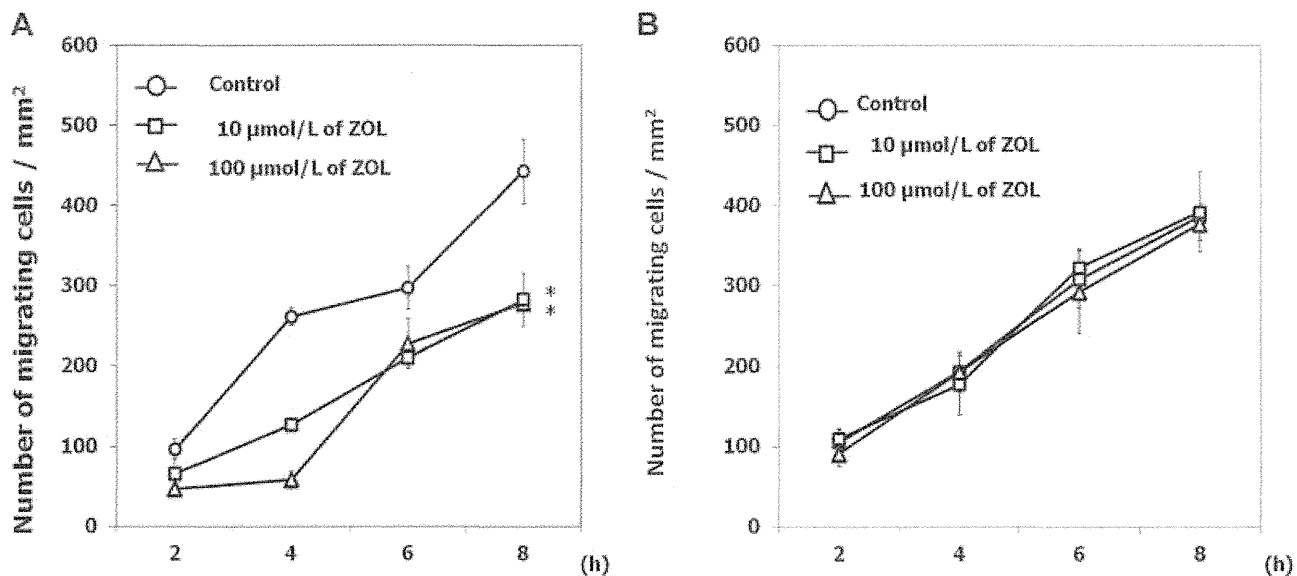 A
Number of migrating cells / mm²
600
500
400
300
200
100
0
Control
10 µmol/L of ZOL
100 µmol/L of ZOL
*
*
2 4 6 8 (h)
B
Number of migrating cells / mm²
600
500
400
300
200
100
0
Control
10 µmol/L of ZOL
100 µmol/L of ZOL
2 4 6 8 (h)